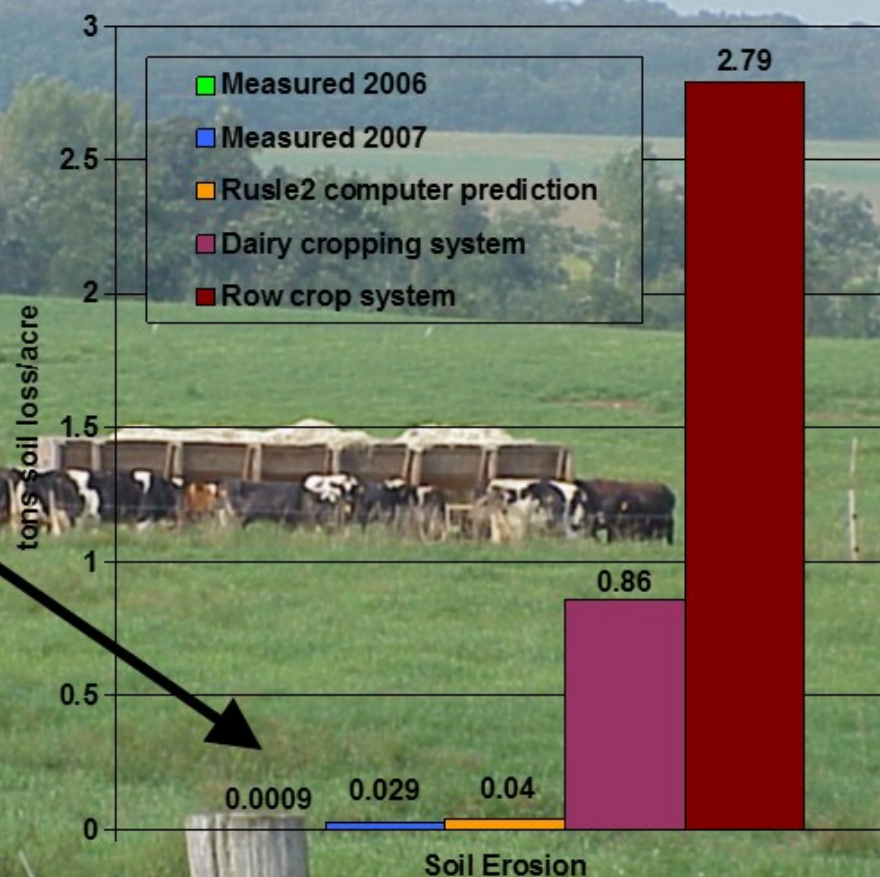 3
2.5
2
1.5
1
0.5
0
tons soil loss/acre
Measured 2006
Measured 2007
Rusle2 computer prediction
Dairy cropping system
Row crop system
0.0009
0.029
0.04
0.86
2.79
Soil Erosion